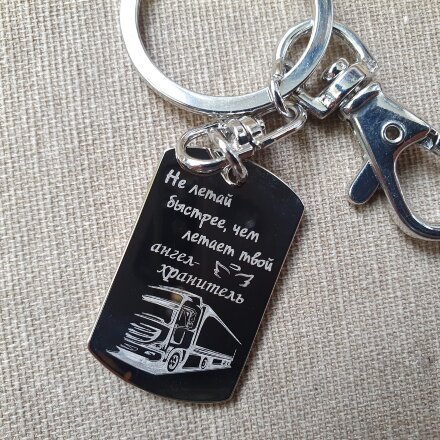 Не летай
быстрее, чем
летает твой
ангел-
хранитель